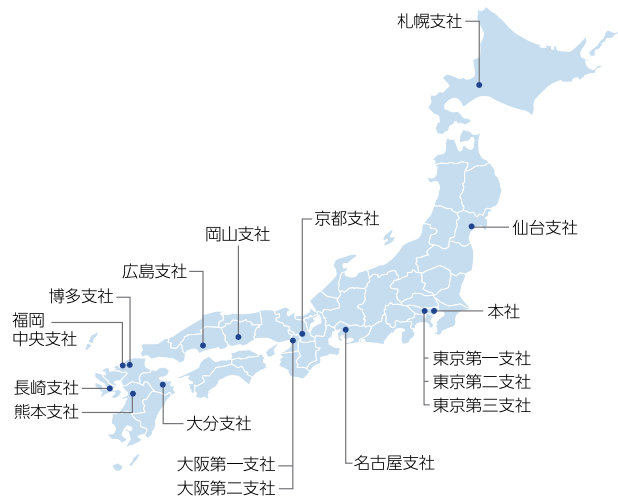 札幌支社
京都支社
仙台支社
岡山支社
広島支社
博多支社
本社
福岡
中央支社
東京第一支社
東京第二支社
東京第三支社
長崎支社
熊本支社
大分支社
名古屋支社
大阪第一支社
大阪第二支社